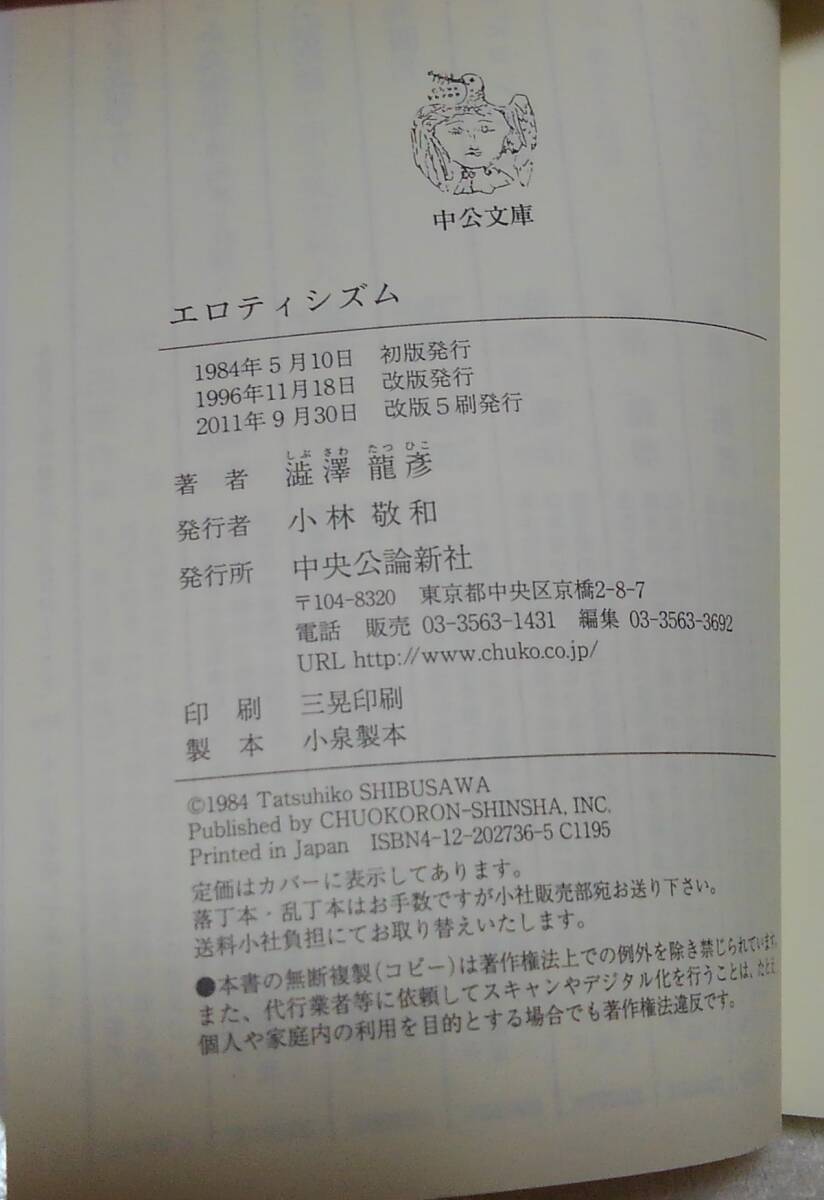 中公文庫
エロティシズム
1984年5月10日 初版発行
1996年11月18日 改版発行
2011年9月30日 改版5刷発行
しぶ さわ たつ ひこ
著者 澁澤龍彦
発行者 小林敬和
発行所 中央公論新社
〒104-8320 東京都中央区京橋2-8-7
電話 販売 03-3563-1431 編集 03-3563-3692
URL http://www.chuko.co.jp/
印刷 三晃印刷
製本 小泉製本
©1984 Tatsuhiko SHIBUSAWA
Published by CHUOKORON-SHINSHA, INC.
Printed in Japan ISBN4-12-202736-5 C1195
定価はカバーに表示してあります。
落丁本・乱丁本はお手数ですが小社販売部宛お送り下さい。
送料小社負担にてお取り替えいたします。
●本書の無断複製(コピー)は著作権法上での例外を除き禁じられています。
また、代行業者等に依頼してスキャンやデジタル化を行うことは、たとえ
個人や家庭内の利用を目的とする場合でも著作権法違反です。